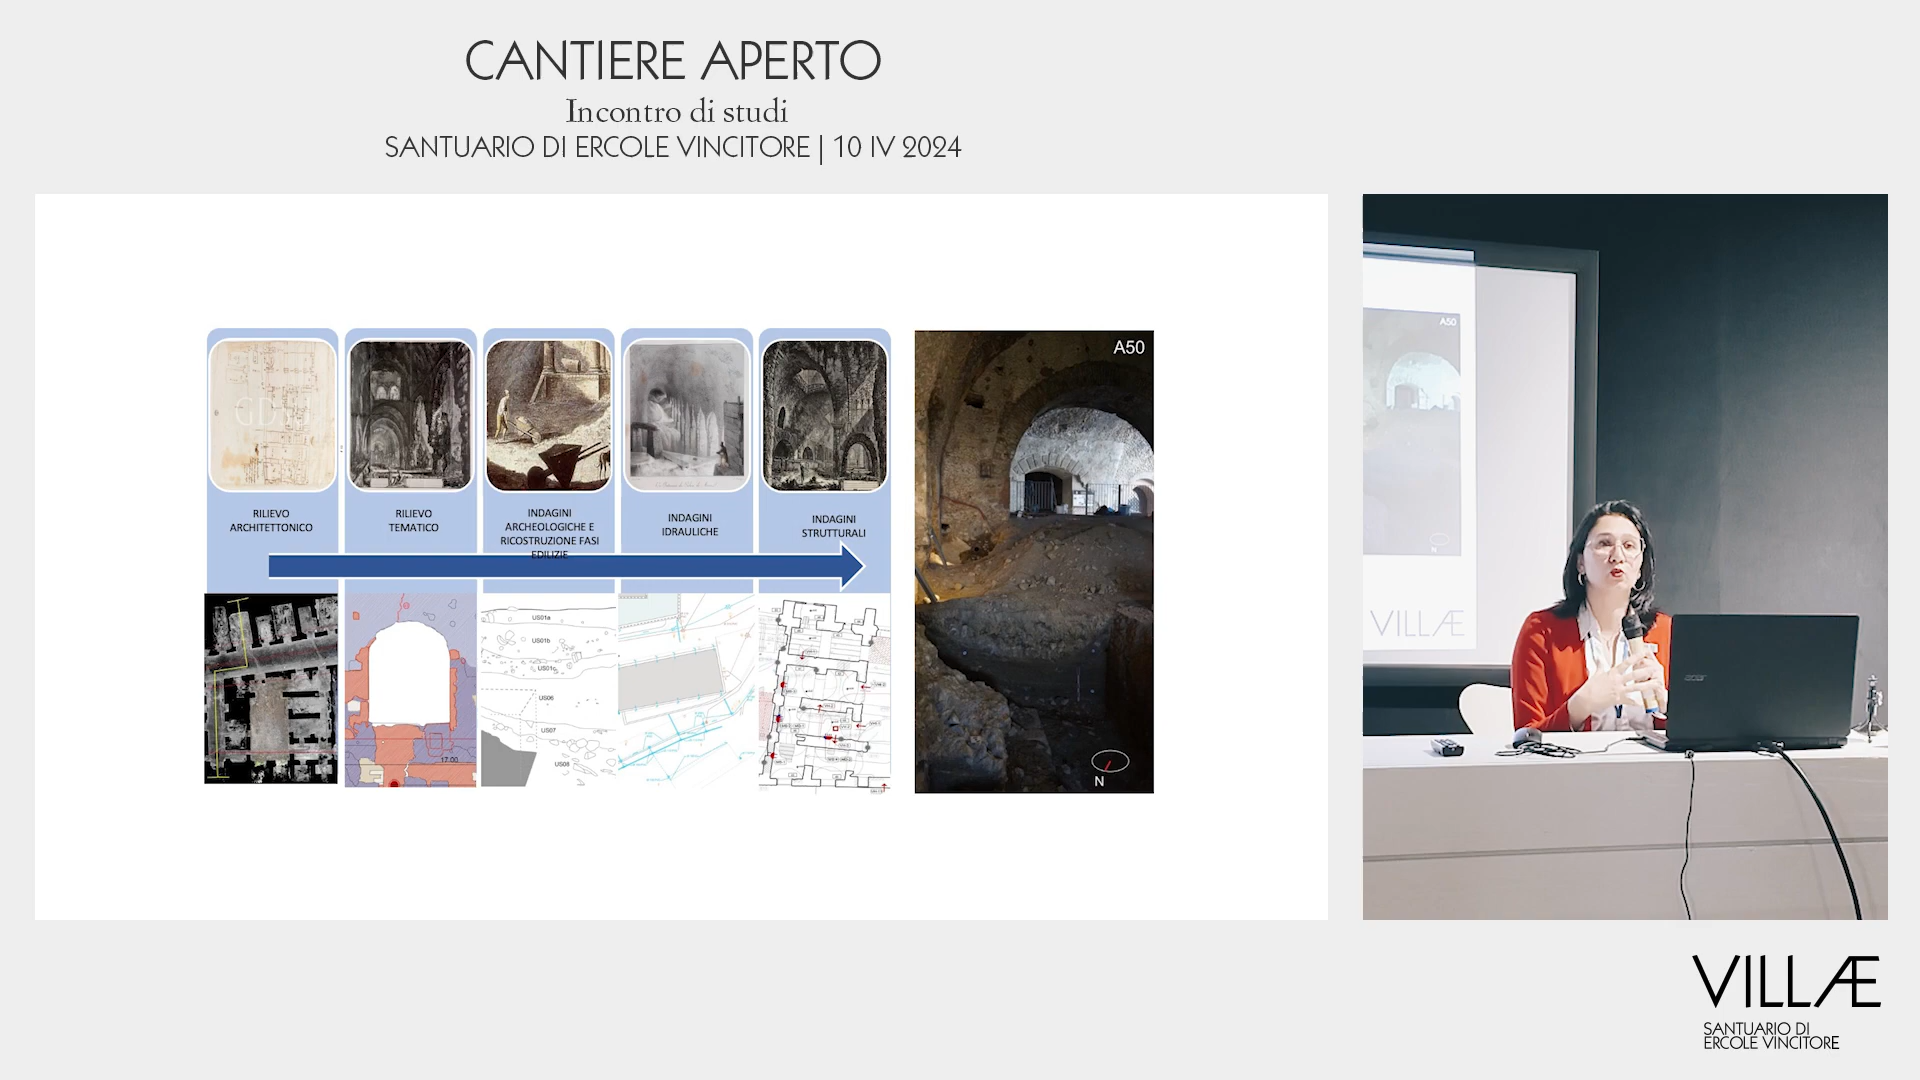 CANTIERE APERTO
Incontro di studi
SANTUARIO DI ERCOLE VINCITORE | 10 IV 2024
RILIEVO
ARCHITETTONICO
RILIEVO
TEMATICO
INDAGINI
ARCHEOLOGICHE E
RICOSTRUZIONE FASI
EDILIZIE
INDAGINI
IDRAULICHE
INDAGINI
STRUTTURALI
US01a
US01b
US01c
US06
US07
US08
17.00
A50
N
A50
N
VILLÆ
acer
VILLÆ
SANTUARIO DI
ERCOLE VINCITORE